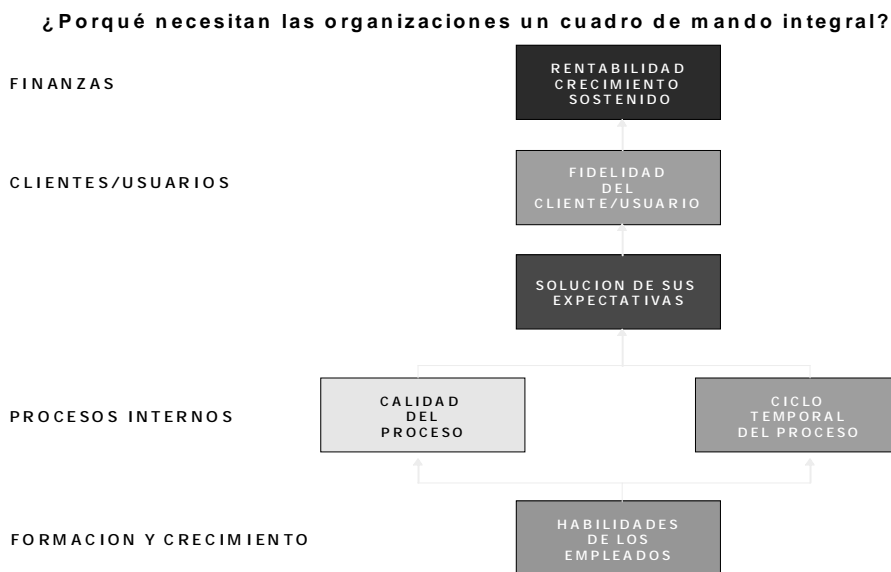 ¿Porqué necesitan las organizaciones un cuadro de mando integral?
FINANZAS
RENTABILIDAD
CRECIMIENTO
SOSTENIDO
CLIENTES/USUARIOS
FIDELIDAD
DEL
CLIENTE/USUARIO
SOLUCION DE SUS
EXPECTATIVAS
PROCESOS INTERNOS
CALIDAD
DEL
PROCESO
CICLO
TEMPORAL
DEL PROCESO
FORMACION Y CRECIMIENTO
HABILIDADES
DE LOS
EMPLEADOS